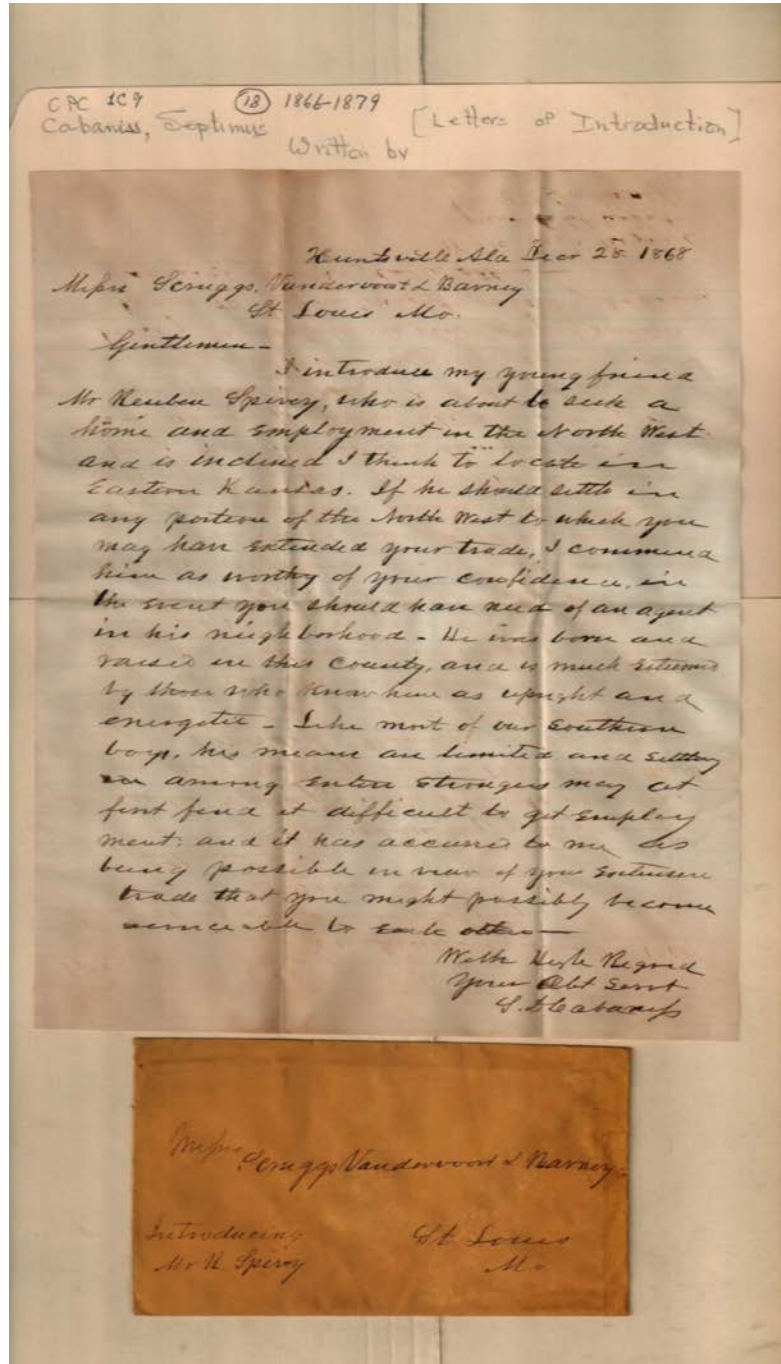 CPC 1C9 (18) 1866-1879
Cabaniss, Septimus [Letters of Introduction]
Written by
Huntsville Ala Decr 28 1868
Messrs Scruggs, Vandervoort & Barney
St Louis Mo.
Gentlemen -
I introduce my young friend
Mr Reuben Spivey, who is about to seek a
home and employment in the North West
and is inclined I think to locate in
Eastern Kansas. If he should settle in
any portion of the North West to which you
may have extended your trade, I commend
him as worthy of your confidence, in
the event you should have need of an agent
in his neighborhood - He was born and
raised in this County, and is much esteemed
by those who know him as upright and
energetic - Like most of our southern
boys, his means are limited and settling
among entire strangers may at
first find it difficult to get employ
ment: and it has occurred to me as
being possible in view of your extensive
trade that you might possibly become
serviceable to each other -
With High Regard
Your Obt Servt
S. D. Cabaniss
Messrs Scruggs Vandervoort & Barney
Introducing St Louis
Mr R Spivey Mo